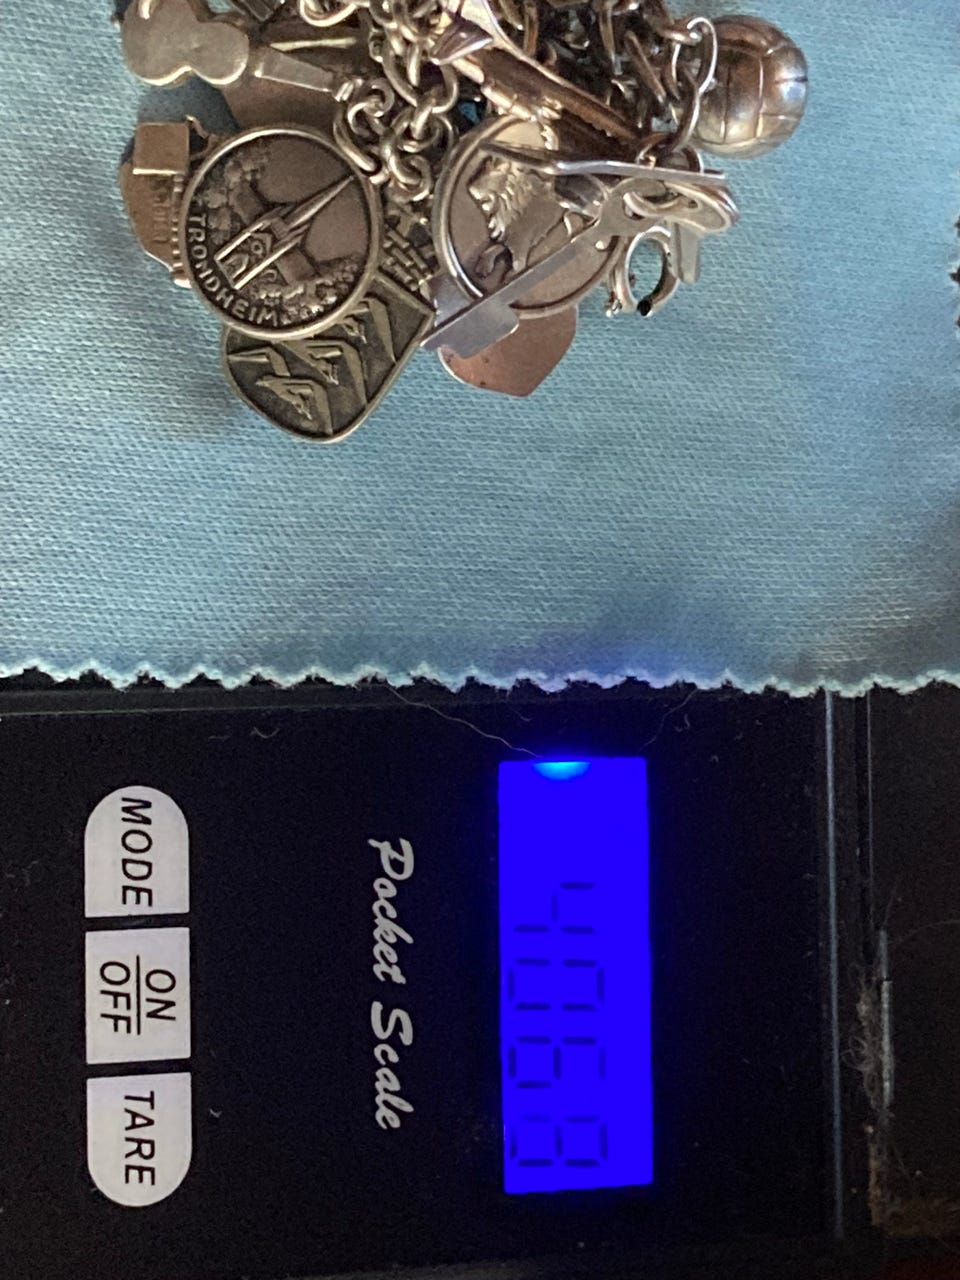 TRONDHEIM
MODE
ON
OFF
TARE
Pocket Scale